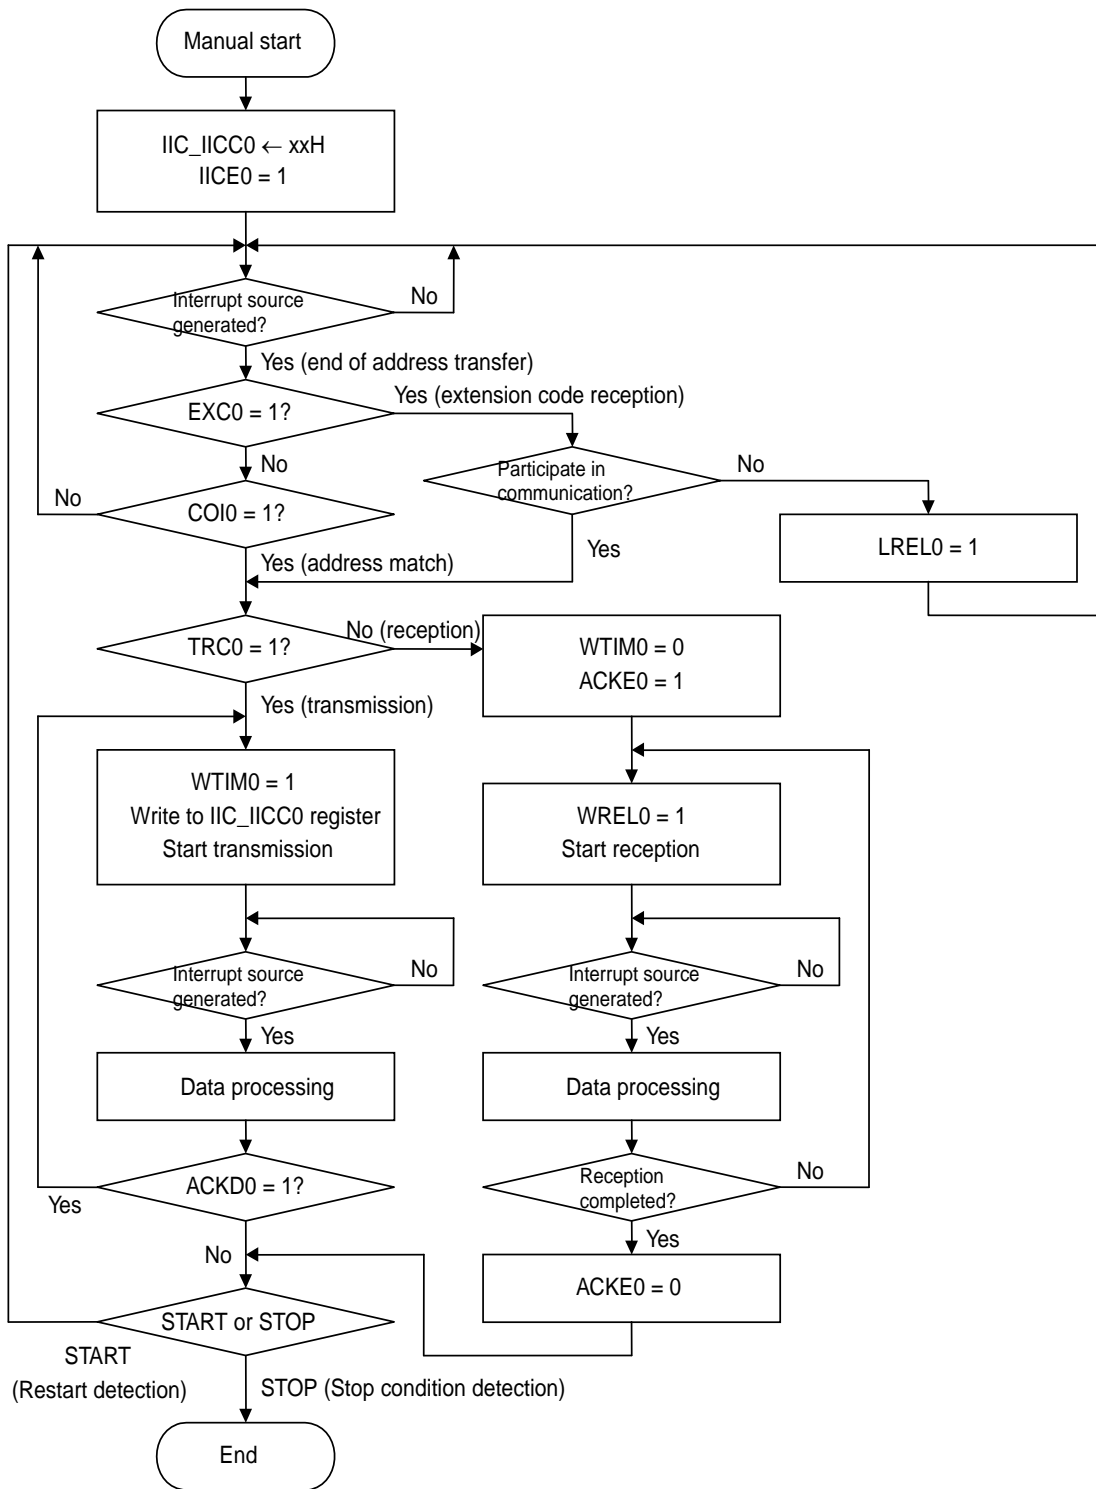 Manual start
IIC_IICC0 ← xxH
IICE0 = 1
Interrupt source
generated?
No
Yes (end of address transfer)
EXC0 = 1?
Yes (extension code reception)
No
Participate in
communication?
No
No
COI0 = 1?
LREL0 = 1
Yes (address match)
Yes
TRC0 = 1?
No (reception)
WTIM0 = 0
ACKE0 = 1
Yes (transmission)
WTIM0 = 1
Write to IIC_IICC0 register
Start transmission
WREL0 = 1
Start reception
Interrupt source
generated?
No
Interrupt source
generated?
No
Yes
Yes
Data processing
Data processing
ACKD0 = 1?
Yes
Reception
completed?
No
No
Yes
ACKE0 = 0
START or STOP
START
(Restart detection)
STOP (Stop condition detection)
End